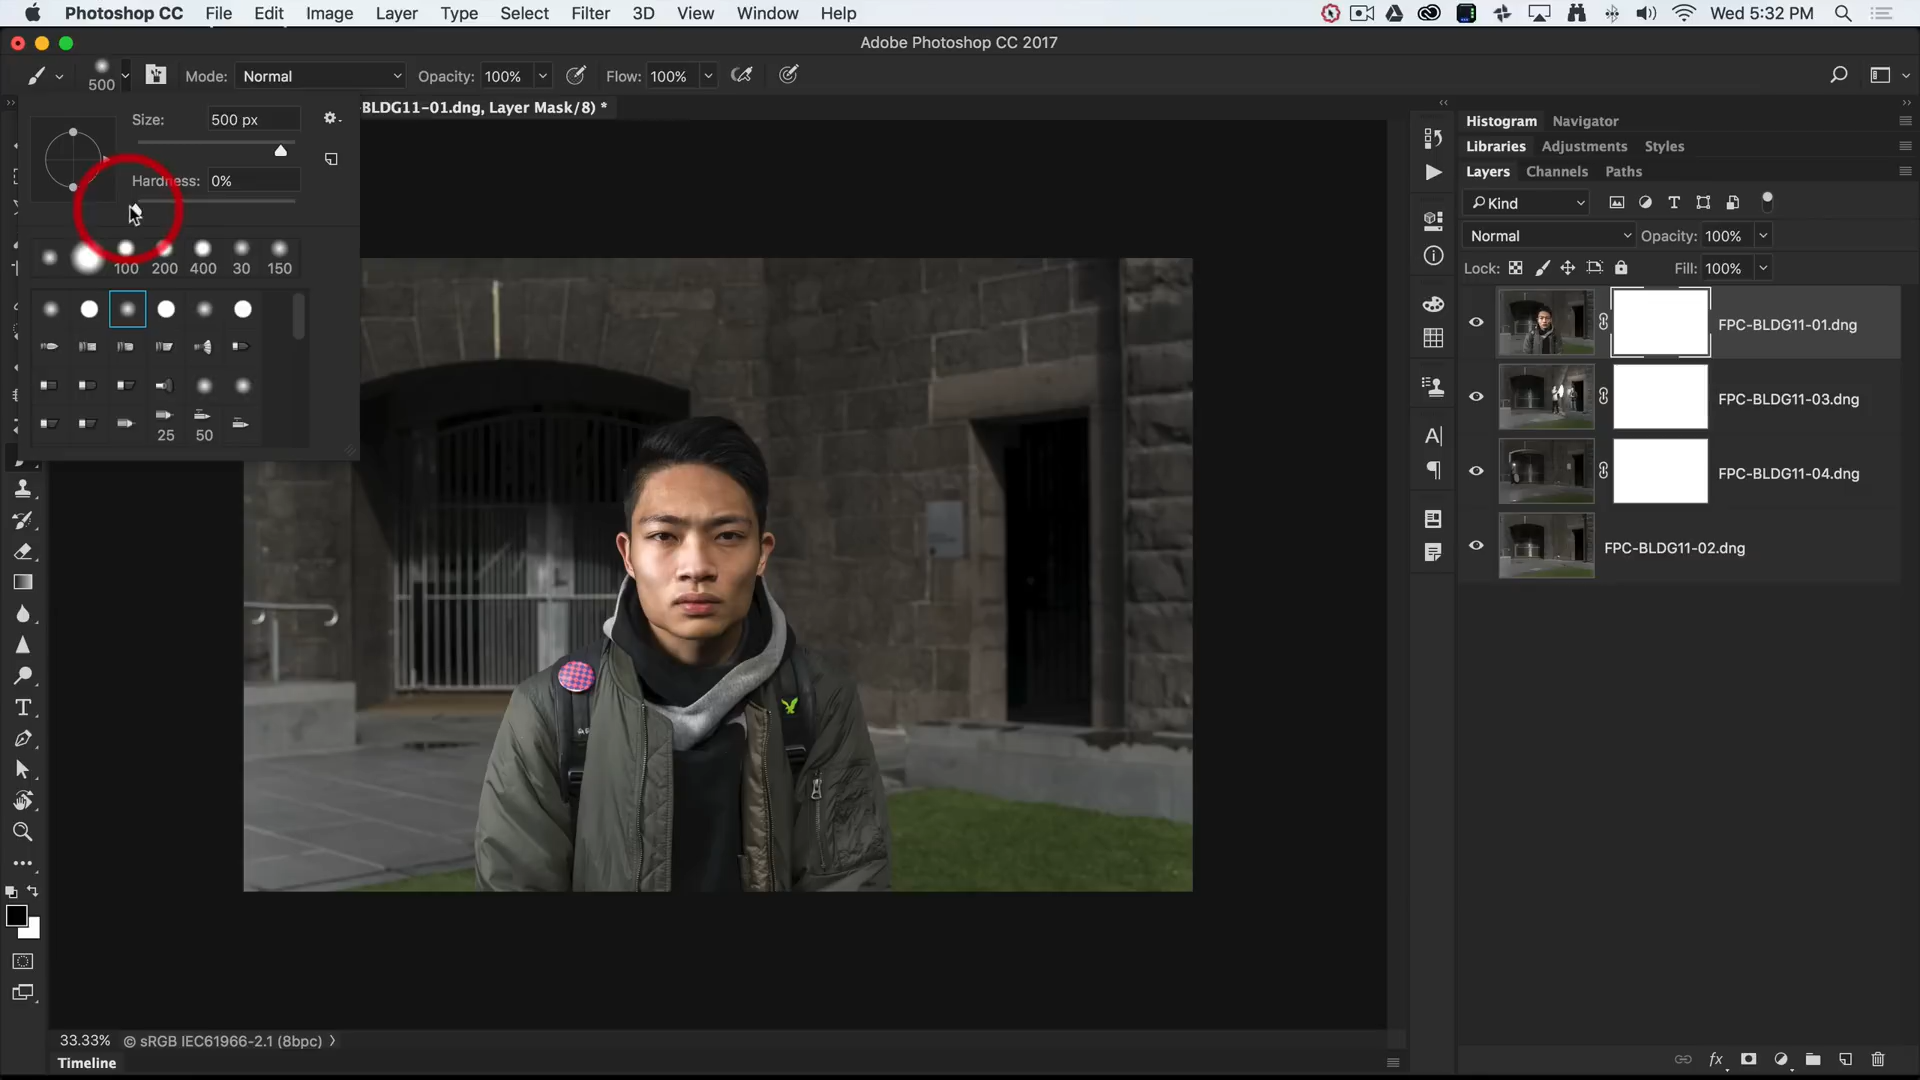 Photoshop CC File Edit Image Layer Type Select Filter 3D View Window Help Wed 5:32 PM
Adobe Photoshop CC 2017
500 Mode: Normal Opacity: 100% Flow: 100%
-BLDG11-01.dng, Layer Mask/8) *
Size: 500 px
Hardness: 0%
100 200 400 30 150
25 50
Histogram Navigator
Libraries Adjustments Styles
Layers Channels Paths
Kind
Normal Opacity: 100%
Lock: Fill: 100%
FPC-BLDG11-01.dng
FPC-BLDG11-03.dng
FPC-BLDG11-04.dng
FPC-BLDG11-02.dng
33.33% © sRGB IEC61966-2.1 (8bpc)
Timeline